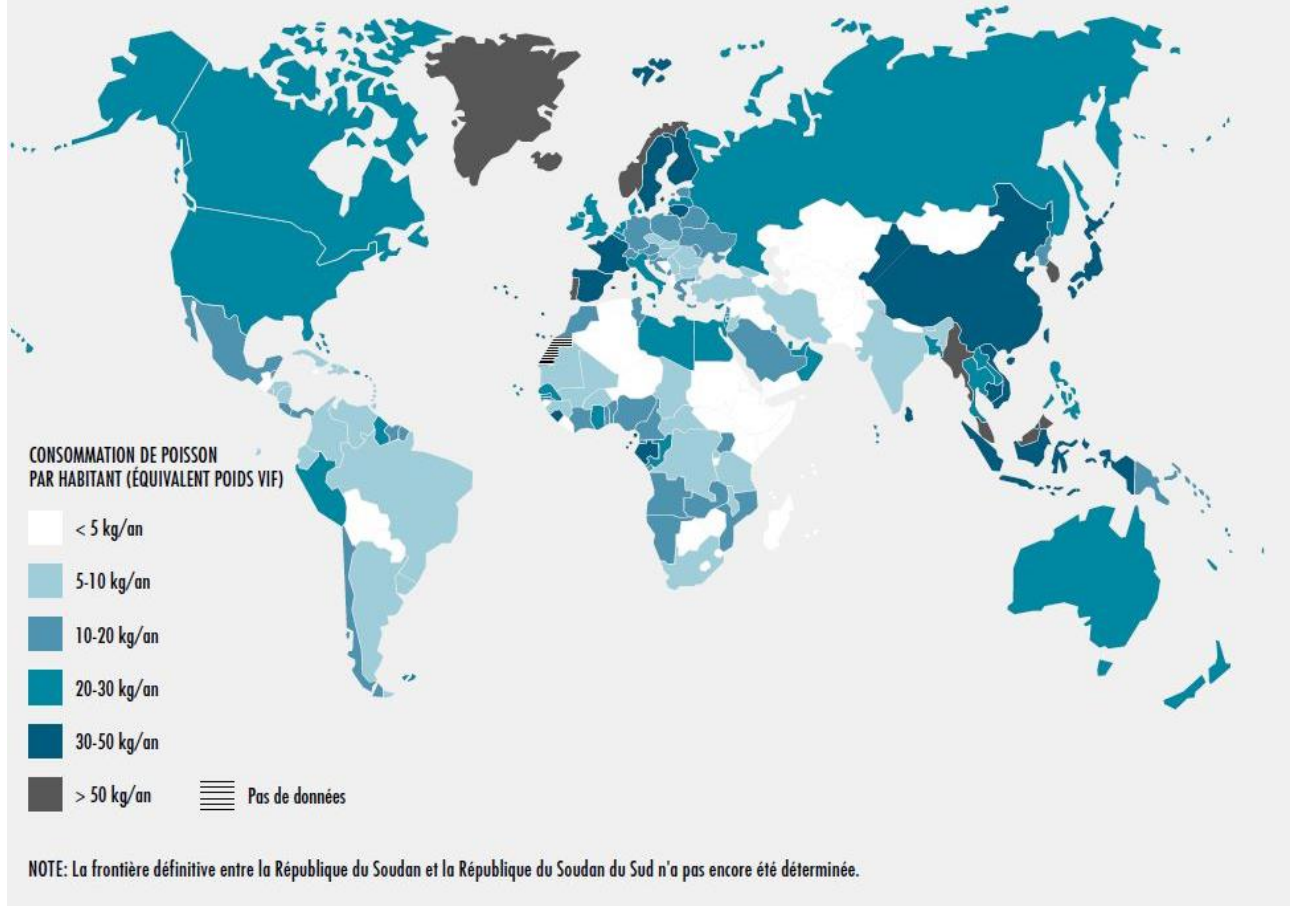 CONSOMMATION DE POISSON
PAR HABITANT (ÉQUIVALENT POIDS VIF)
< 5 kg/an
5-10 kg/an
10-20 kg/an
20-30 kg/an
30-50 kg/an
> 50 kg/an
Pas de données
NOTE: La frontière définitive entre la République du Soudan et la République du Soudan du Sud n'a pas encore été déterminée.